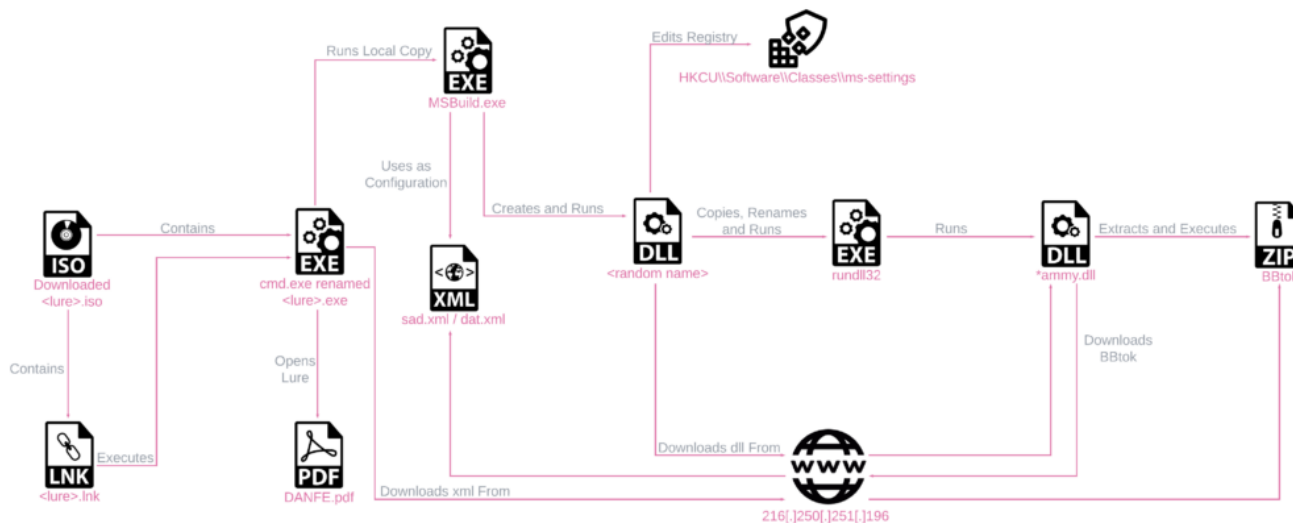 Edits Registry
HKCU\\Software\\Classes\\ms-settings
Runs Local Copy
EXE
MSBuild.exe
Uses as
Configuration
Creates and Runs
Contains
ISO
Downloaded
<lure>.iso
EXE
cmd.exe renamed
<lure>.exe
XML
sad.xml / dat.xml
DLL
<random name>
Copies, Renames
and Runs
EXE
rundll32
Runs
DLL
*ammy.dll
Extracts and Executes
ZIP
BBtok
Contains
Opens
Lure
Downloads
BBtok
LNK
<lure>.lnk
Executes
PDF
DANFE.pdf
Downloads dll From
Downloads xml From
WWW
216[.]250[.]251[.]196